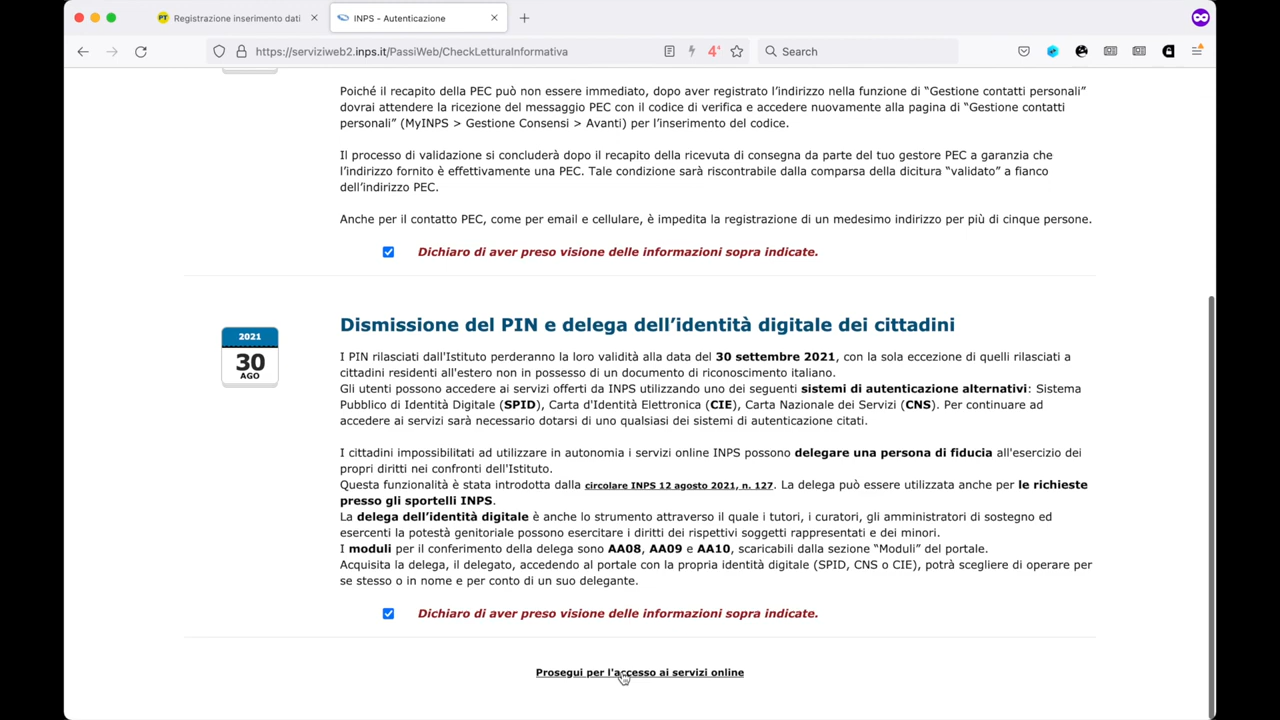 Registrazione inserimento dati
INPS - Autenticazione
https://serviziweb2.inps.it/PassiWeb/CheckLetturaInformativa
Search
Poiché il recapito della PEC può non essere immediato, dopo aver registrato l’indirizzo nella funzione di “Gestione contatti personali”
dovrai attendere la ricezione del messaggio PEC con il codice di verifica e accedere nuovamente alla pagina di “Gestione contatti
personali” (MyINPS > Gestione Consensi > Avanti) per l’inserimento del codice.
Il processo di validazione si concluderà dopo il recapito della ricevuta di consegna da parte del tuo gestore PEC a garanzia che
l’indirizzo fornito è effettivamente una PEC. Tale condizione sarà riscontrabile dalla comparsa della dicitura “validato” a fianco
dell’indirizzo PEC.
Anche per il contatto PEC, come per email e cellulare, è impedita la registrazione di un medesimo indirizzo per più di cinque persone.
Dichiaro di aver preso visione delle informazioni sopra indicate.
2021
30
AGO
Dismissione del PIN e delega dell’identità digitale dei cittadini
I PIN rilasciati dall'Istituto perderanno la loro validità alla data del 30 settembre 2021, con la sola eccezione di quelli rilasciati a
cittadini residenti all'estero non in possesso di un documento di riconoscimento italiano.
Gli utenti possono accedere ai servizi offerti da INPS utilizzando uno dei seguenti sistemi di autenticazione alternativi: Sistema
Pubblico di Identità Digitale (SPID), Carta d'Identità Elettronica (CIE), Carta Nazionale dei Servizi (CNS). Per continuare ad
accedere ai servizi sarà necessario dotarsi di uno qualsiasi dei sistemi di autenticazione citati.
I cittadini impossibilitati ad utilizzare in autonomia i servizi online INPS possono delegare una persona di fiducia all'esercizio dei
propri diritti nei confronti dell'Istituto.
Questa funzionalità è stata introdotta dalla circolare INPS 12 agosto 2021, n. 127. La delega può essere utilizzata anche per le richieste
presso gli sportelli INPS.
La delega dell’identità digitale è anche lo strumento attraverso il quale i tutori, i curatori, gli amministratori di sostegno ed
esercenti la potestà genitoriale possono esercitare i diritti dei rispettivi soggetti rappresentati e dei minori.
I moduli per il conferimento della delega sono AA08, AA09 e AA10, scaricabili dalla sezione “Moduli” del portale.
Acquisita la delega, il delegato, accedendo al portale con la propria identità digitale (SPID, CNS o CIE), potrà scegliere di operare per
se stesso o in nome e per conto di un suo delegante.
Dichiaro di aver preso visione delle informazioni sopra indicate.
Prosegui per l'accesso ai servizi online